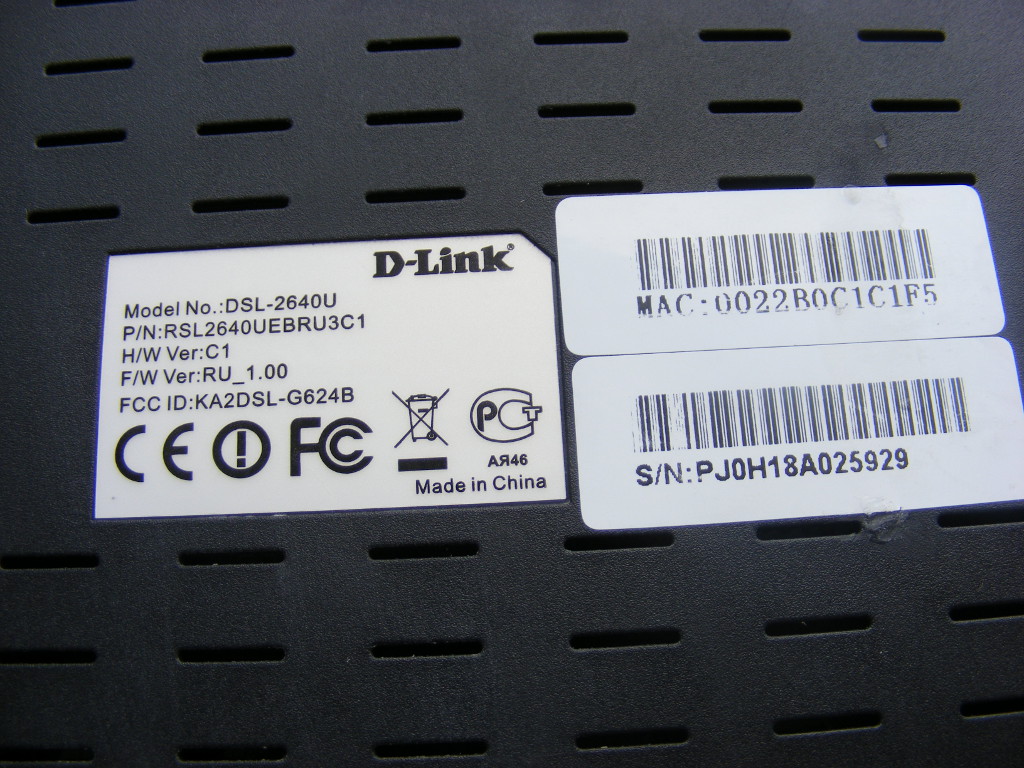 D-Link®
Model No.:DSL-2640U
P/N:RSL2640UEBRU3C1
H/W Ver:C1
F/W Ver:RU_1.00
FCC ID:KA2DSL-G624B
CE FC PCT
АЯ46
Made in China
MAC:0022B0C1C1F5
S/N:PJ0H18A025929